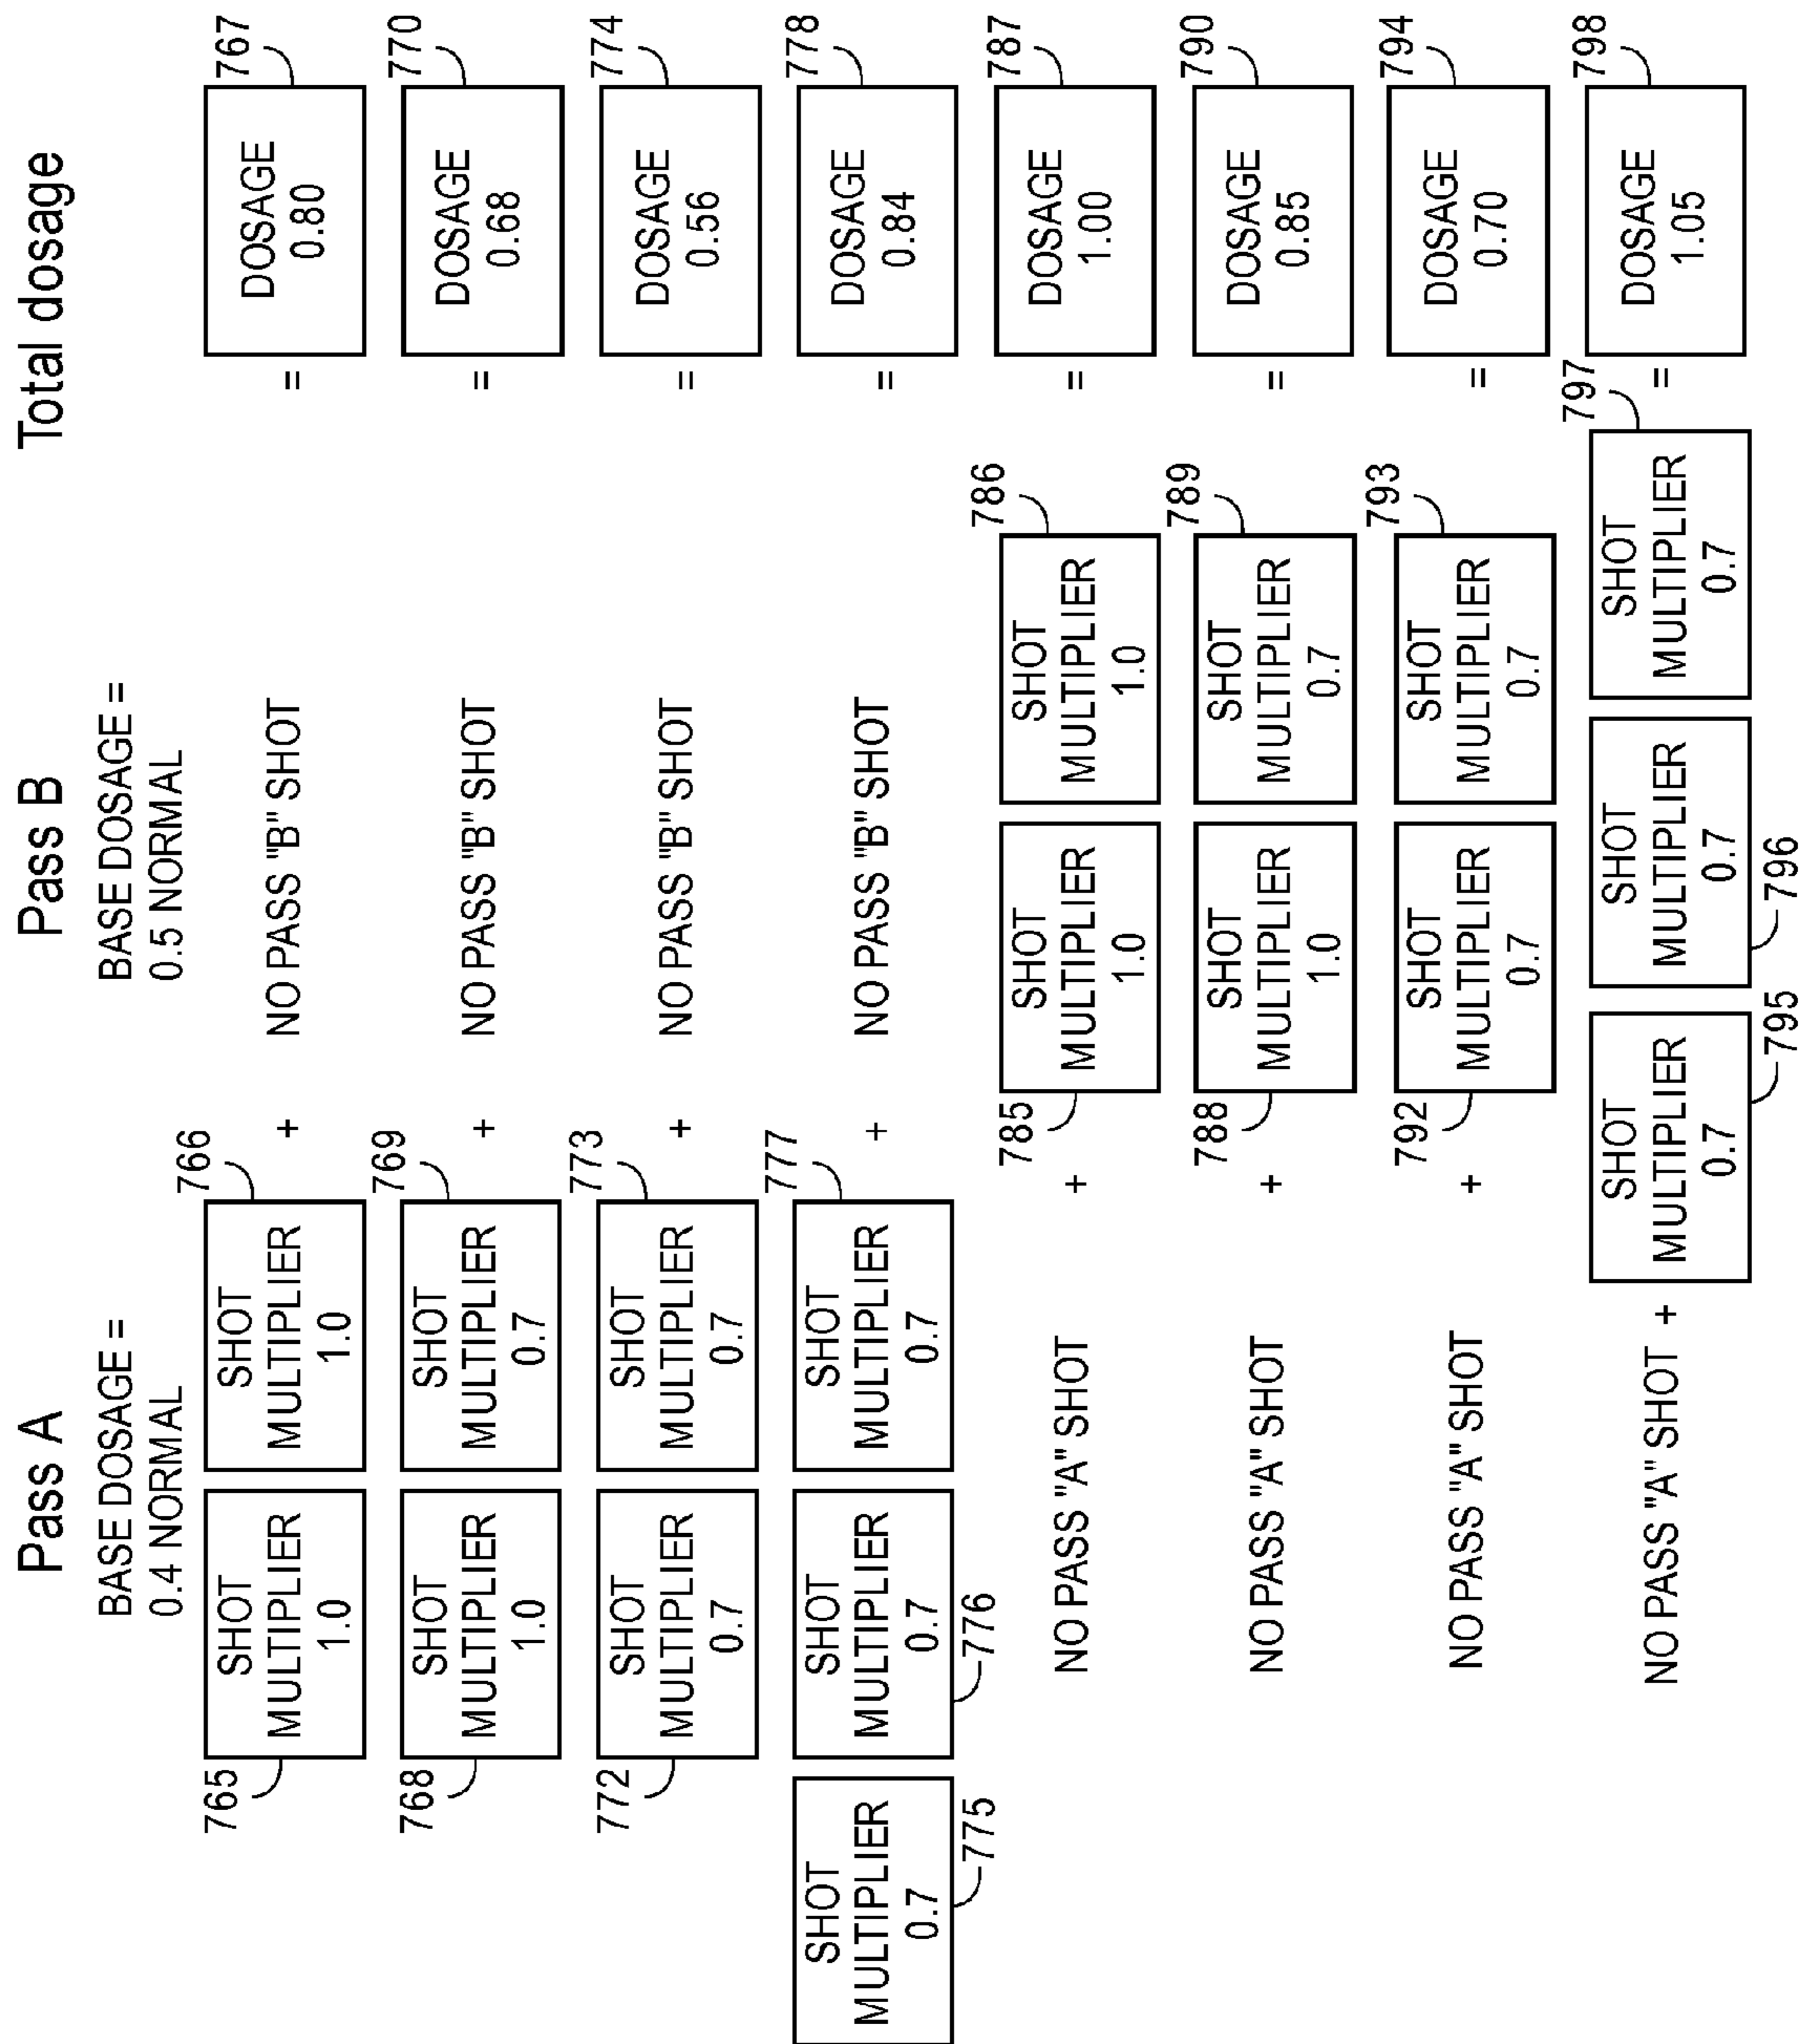 Pass A
Pass B
Total dosage
BASE DOSAGE =
0.4 NORMAL
BASE DOSAGE =
0.5 NORMAL
765
SHOT
MULTIPLIER
1.0
SHOT
MULTIPLIER
1.0
766
+
NO PASS "B" SHOT
=
DOSAGE
0.80
767
768
SHOT
MULTIPLIER
1.0
SHOT
MULTIPLIER
0.7
769
+
NO PASS "B" SHOT
=
DOSAGE
0.68
770
772
SHOT
MULTIPLIER
0.7
SHOT
MULTIPLIER
0.7
773
+
NO PASS "B" SHOT
=
DOSAGE
0.56
774
SHOT
MULTIPLIER
0.7
775
SHOT
MULTIPLIER
0.7
776
SHOT
MULTIPLIER
0.7
777
+
NO PASS "B" SHOT
=
DOSAGE
0.84
778
NO PASS "A" SHOT
+
785
SHOT
MULTIPLIER
1.0
SHOT
MULTIPLIER
1.0
786
=
DOSAGE
1.00
787
NO PASS "A" SHOT
+
788
SHOT
MULTIPLIER
1.0
SHOT
MULTIPLIER
0.7
789
=
DOSAGE
0.85
790
NO PASS "A" SHOT
+
792
SHOT
MULTIPLIER
0.7
SHOT
MULTIPLIER
0.7
793
=
DOSAGE
0.70
794
NO PASS "A" SHOT +
SHOT
MULTIPLIER
0.7
795
SHOT
MULTIPLIER
0.7
796
SHOT
MULTIPLIER
0.7
797
=
DOSAGE
1.05
798